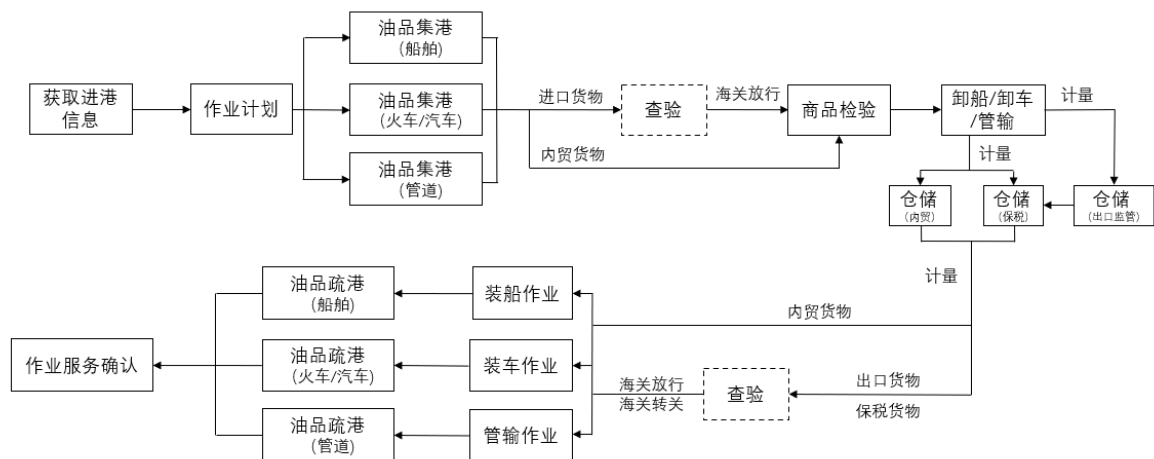 获取进港
信息
作业计划
油品集港
(船舶)
油品集港
(火车/汽车)
油品集港
(管道)
进口货物
内贸货物
查验
海关放行
商品检验
卸船/卸车
/管输
计量
计量
仓储
(内贸)
仓储
(保税)
仓储
(出口监管)
计量
内贸货物
出口货物
保税货物
查验
海关放行
海关转关
装船作业
装车作业
管输作业
油品疏港
(船舶)
油品疏港
(火车/汽车)
油品疏港
(管道)
作业服务确认